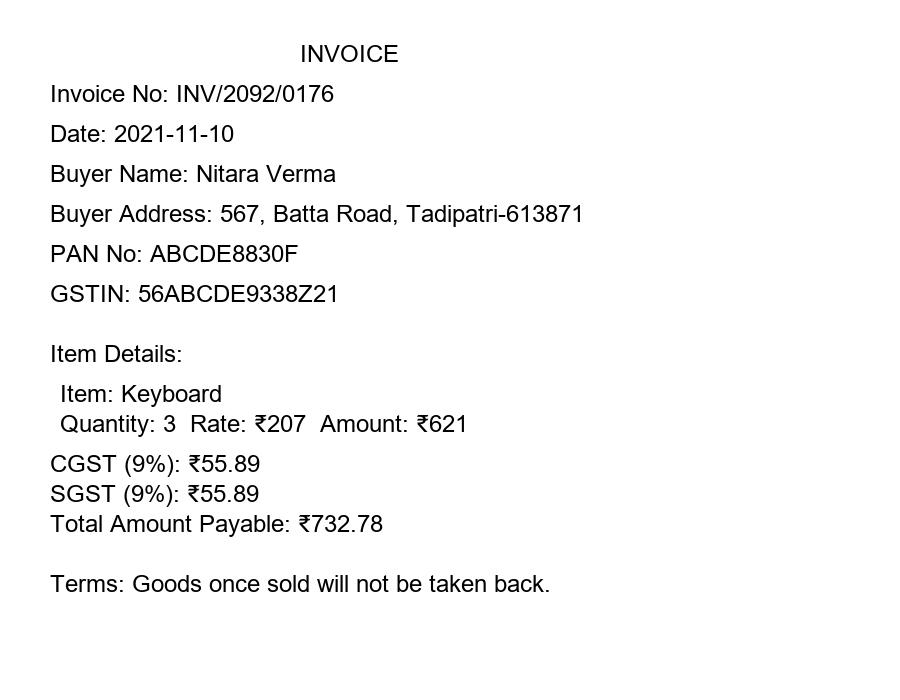 INVOICE
Invoice No: INV/2092/0176
Date: 2021-11-10
Buyer Name: Nitara Verma
Buyer Address: 567, Batta Road, Tadipatri-613871
PAN No: ABCDE8830F
GSTIN: 56ABCDE9338Z21
Item Details:
Item: Keyboard
Quantity: 3  Rate: ₹207  Amount: ₹621
CGST (9%): ₹55.89
SGST (9%): ₹55.89
Total Amount Payable: ₹732.78
Terms: Goods once sold will not be taken back.